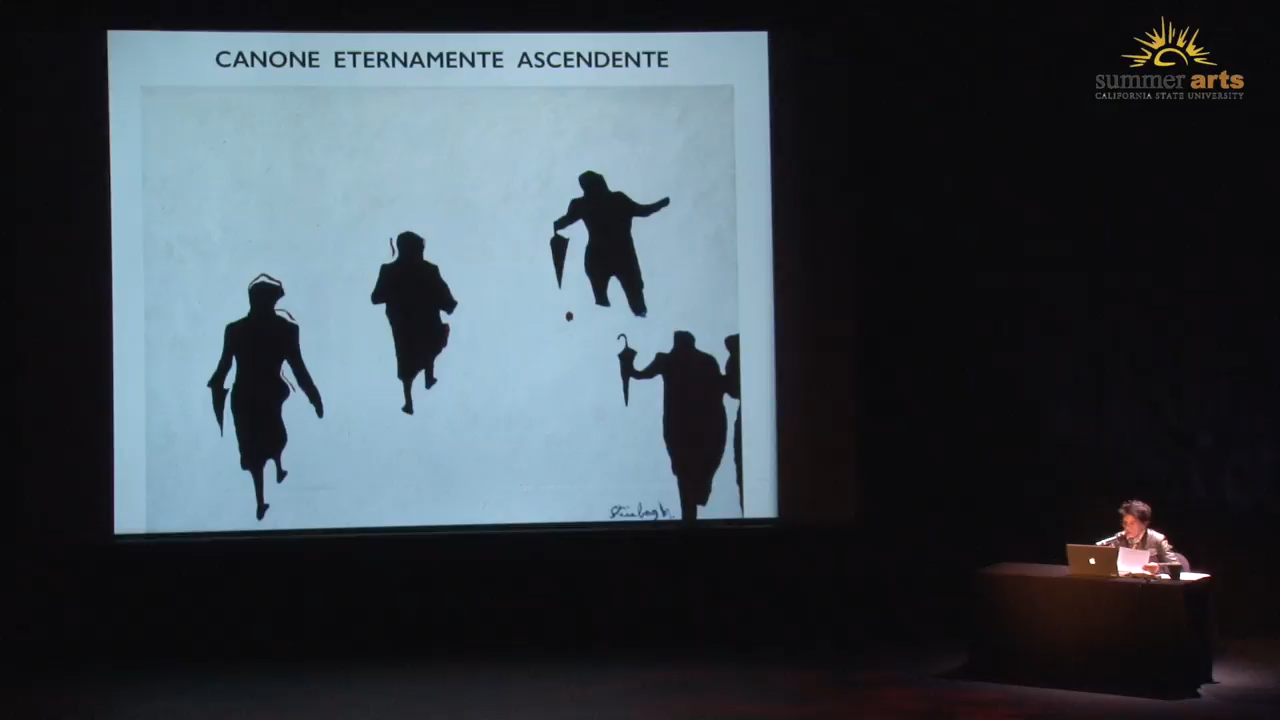 CANONE ETERNAMENTE ASCENDENTE
summer arts
CALIFORNIA STATE UNIVERSITY